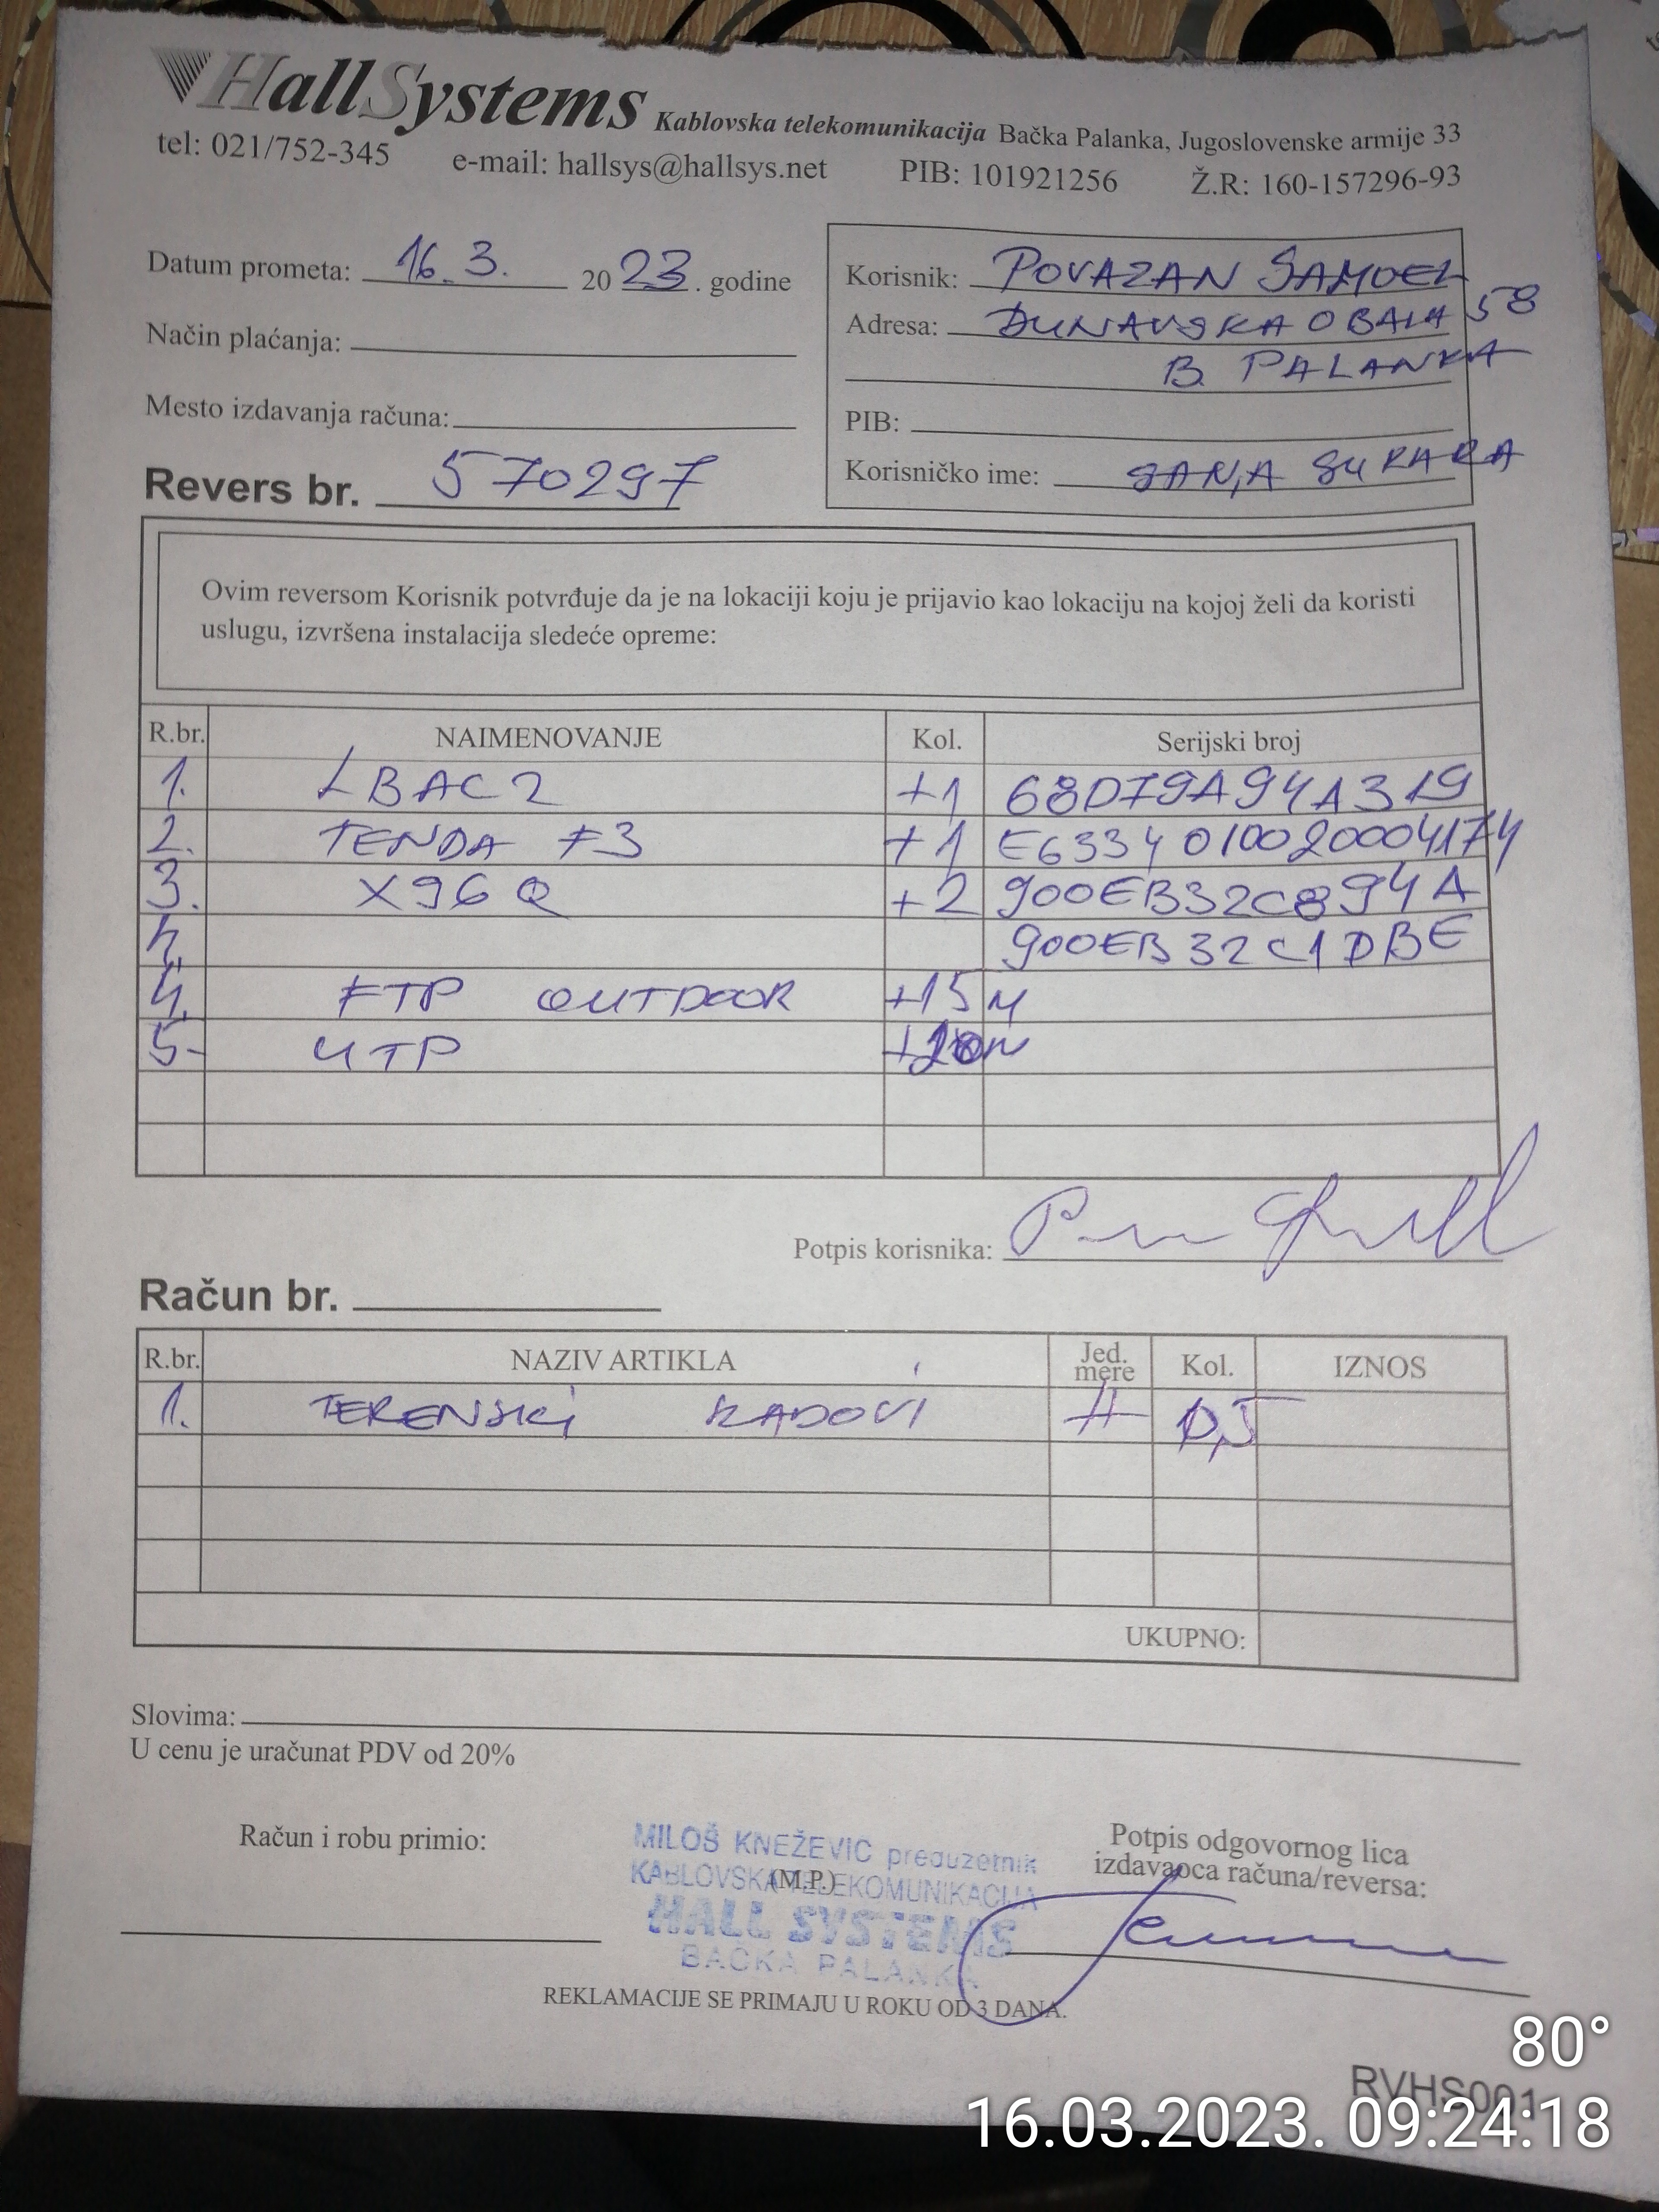 HallSystems Kablovska telekomunikacija Bačka Palanka, Jugoslovenske armije 33
tel: 021/752-345 e-mail: hallsys@hallsys.net PIB: 101921256 Ž.R: 160-157296-93
Datum prometa: 16.3. 2023. godine
Način plaćanja:
Mesto izdavanja računa:
Revers br. 570297
Korisnik: POVAZAN SAMUEL
Adresa: DUNAVSKA OBALA 58
B. PALANKA
PIB:
Korisničko ime:
Ovim reversom Korisnik potvrđuje da je na lokaciji koju je prijavio kao lokaciju na kojoj želi da koristi
uslugu, izvršena instalacija sledeće opreme:
R.br. NAIMENOVANJE Kol. Serijski broj
1. LBAC2 +1 68D79A94A319
2. TENDA F3 +1 E6334010020004174
3. X96Q +2 900EB32C894A
900EB32C1DBE
4. FTP OUTDOOR +15M
5. UTP
Potpis korisnika:
Račun br.
R.br. NAZIV ARTIKLA Jed. mere Kol. IZNOS
1. TERENSKI RADOVI H 0,5
UKUPNO:
Slovima:
U cenu je uračunat PDV od 20%
Račun i robu primio:
MILOŠ KNEŽEVIĆ preduzetnik
KABLOVSKA TELEKOMUNIKACIJA
(M.P.)
HALL SYSTEMS
BAČKA PALANKA
Potpis odgovornog lica
izdavaoca računa/reversa:
REKLAMACIJE SE PRIMAJU U ROKU OD 3 DANA.
RVHS001
80°
16.03.2023. 09:24:18